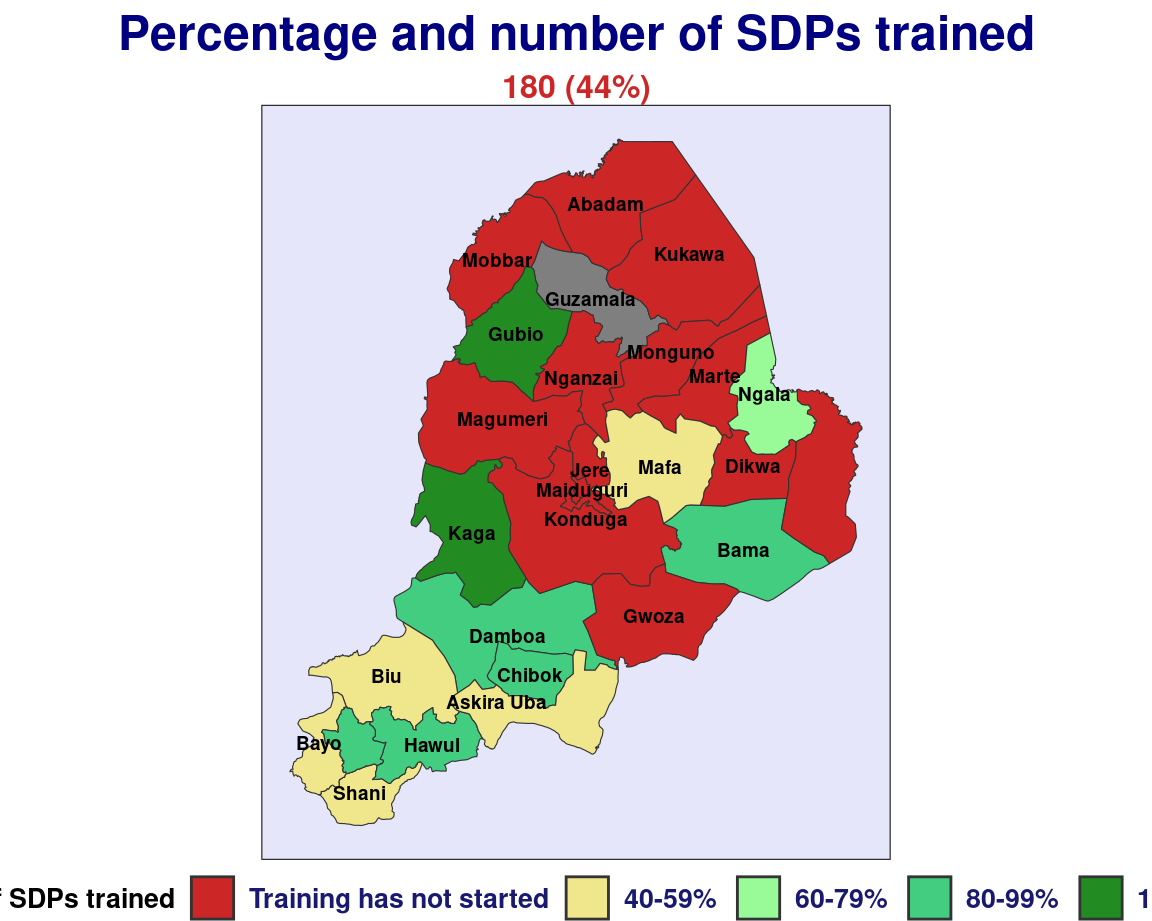 Percentage and number of SDPs trained
180 (44%)
Abadam
Kukawa
Mobbar
Guzamala
Gubio
Monguno
Nganzai
Marte
Ngala
Magumeri
Jere
Mafa
Dikwa
Maiduguri
Konduga
Kaga
Bama
Gwoza
Damboa
Biu
Chibok
Askira Uba
Bayo
Hawul
Shani
SDPs trained
Training has not started
40-59%
60-79%
80-99%
1